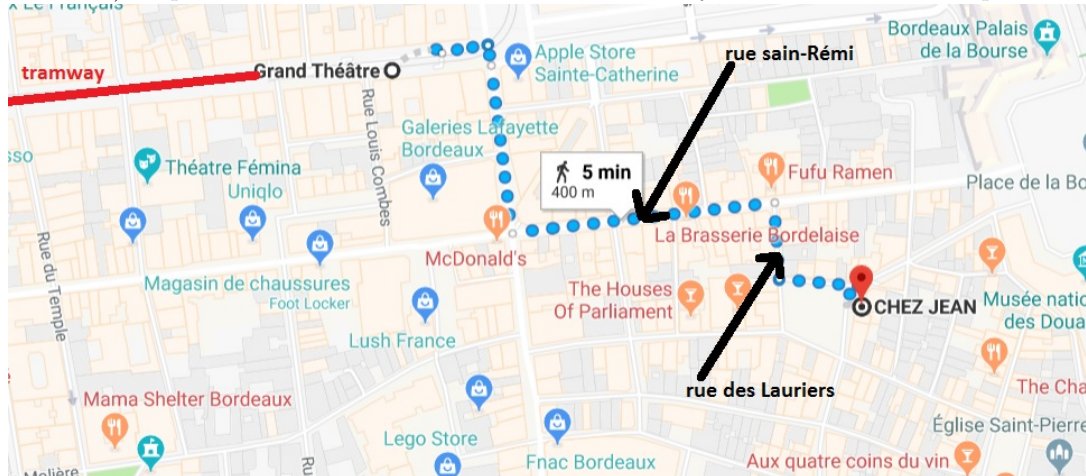 x Le Français
Bordeaux Palais
de la Bourse
tramway
Grand Théâtre
Apple Store
Sainte-Catherine
rue sain-Rémi
Rue Louis Combes
Galeries Lafayette
Bordeaux
sso
Théatre Fémina
Uniqlo
5 min
400 m
Fufu Ramen
Place de la Bo
La Brasserie Bordelaise
McDonald's
Rue du Temple
Magasin de chaussures
Foot Locker
The Houses
Of Parliament
CHEZ JEAN
Musée natio
des Doua
Lush France
rue des Lauriers
Mama Shelter Bordeaux
The Cha
Lego Store
Église Saint-Pierre
Molière
Ru
Fnac Bordeaux
Aux quatre coins du vin